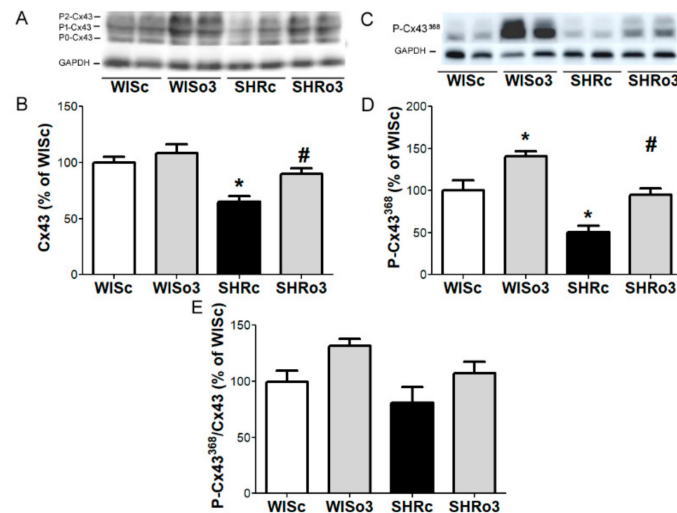 A
P2-Cx43
P1-Cx43
P0-Cx43
GAPDH
WISc WISo3 SHRc SHRo3
C
P-Cx43³⁶⁸
GAPDH
WISc WISo3 SHRc SHRo3
B
Cx43 (% of WISc)
150
100
50
0
*
#
WISc WISo3 SHRc SHRo3
D
P-Cx43³⁶⁸ (% of WISc)
200
150
100
50
0
*
*
#
WISc WISo3 SHRc SHRo3
E
P-Cx43³⁶⁸/Cx43 (% of WISc)
150
100
50
0
WISc WISo3 SHRc SHRo3